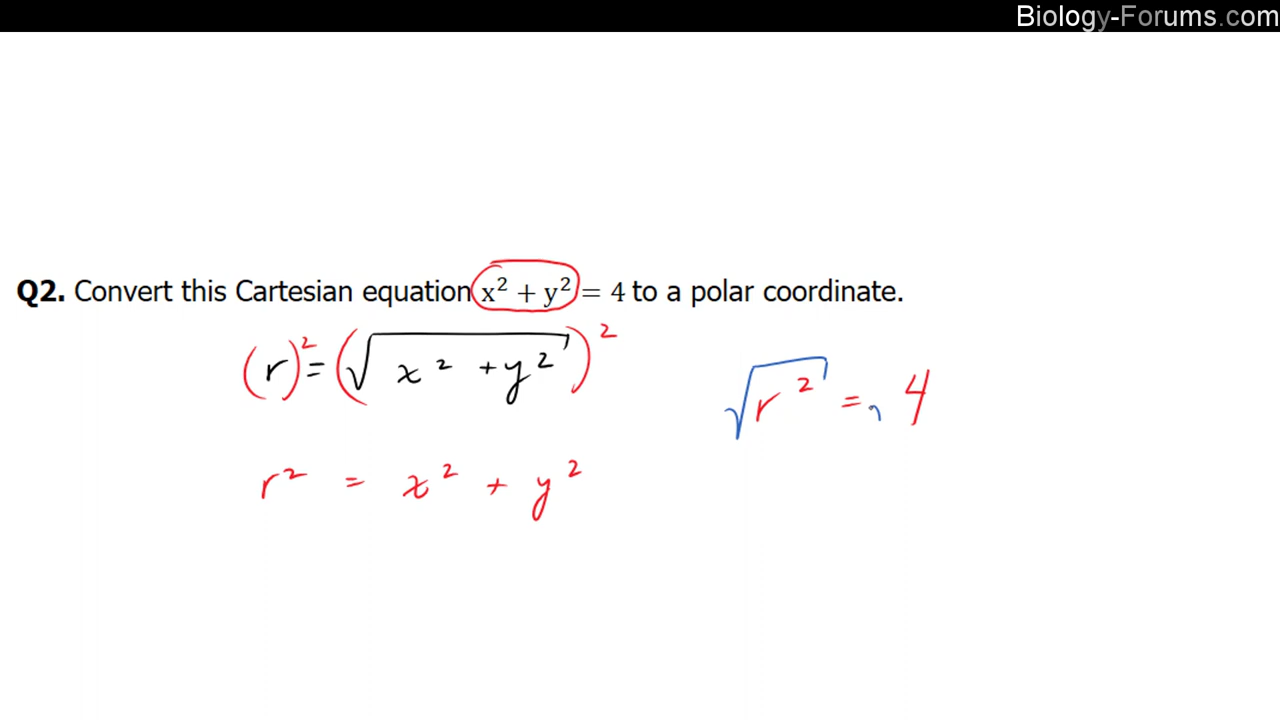 Biology-Forums.com
Q2. Convert this Cartesian equation x² + y² = 4 to a polar coordinate.
(r)² = (√x² + y²)²
√r² = 4
r² = x² + y²